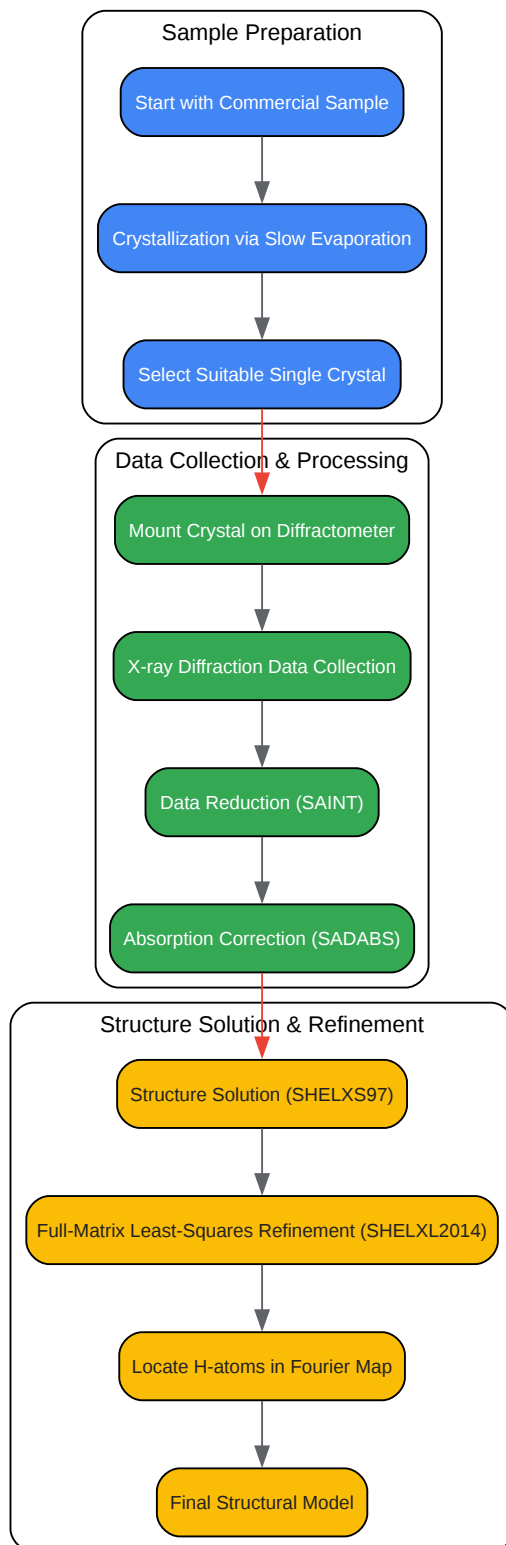 Sample Preparation
Start with Commercial Sample
Crystallization via Slow Evaporation
Select Suitable Single Crystal
Data Collection & Processing
Mount Crystal on Diffractometer
X-ray Diffraction Data Collection
Data Reduction (SAINT)
Absorption Correction (SADABS)
Structure Solution & Refinement
Structure Solution (SHELXS97)
Full-Matrix Least-Squares Refinement (SHELXL2014)
Locate H-atoms in Fourier Map
Final Structural Model